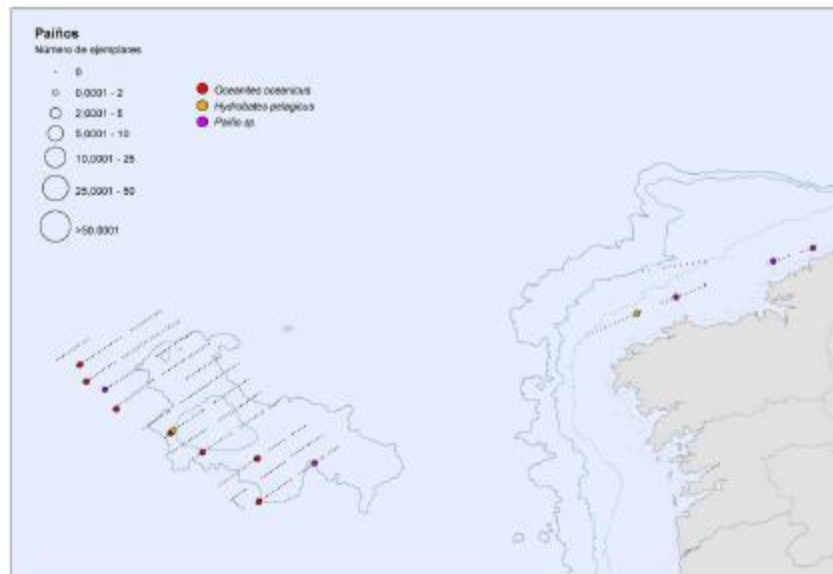 Paíños
Número de ejemplares
0
0,0001 - 2
2,0001 - 5
5,0001 - 10
10,0001 - 25
25,0001 - 50
>50,0001
Oceanites oceanicus
Hydrobates pelagicus
Paíño sp.